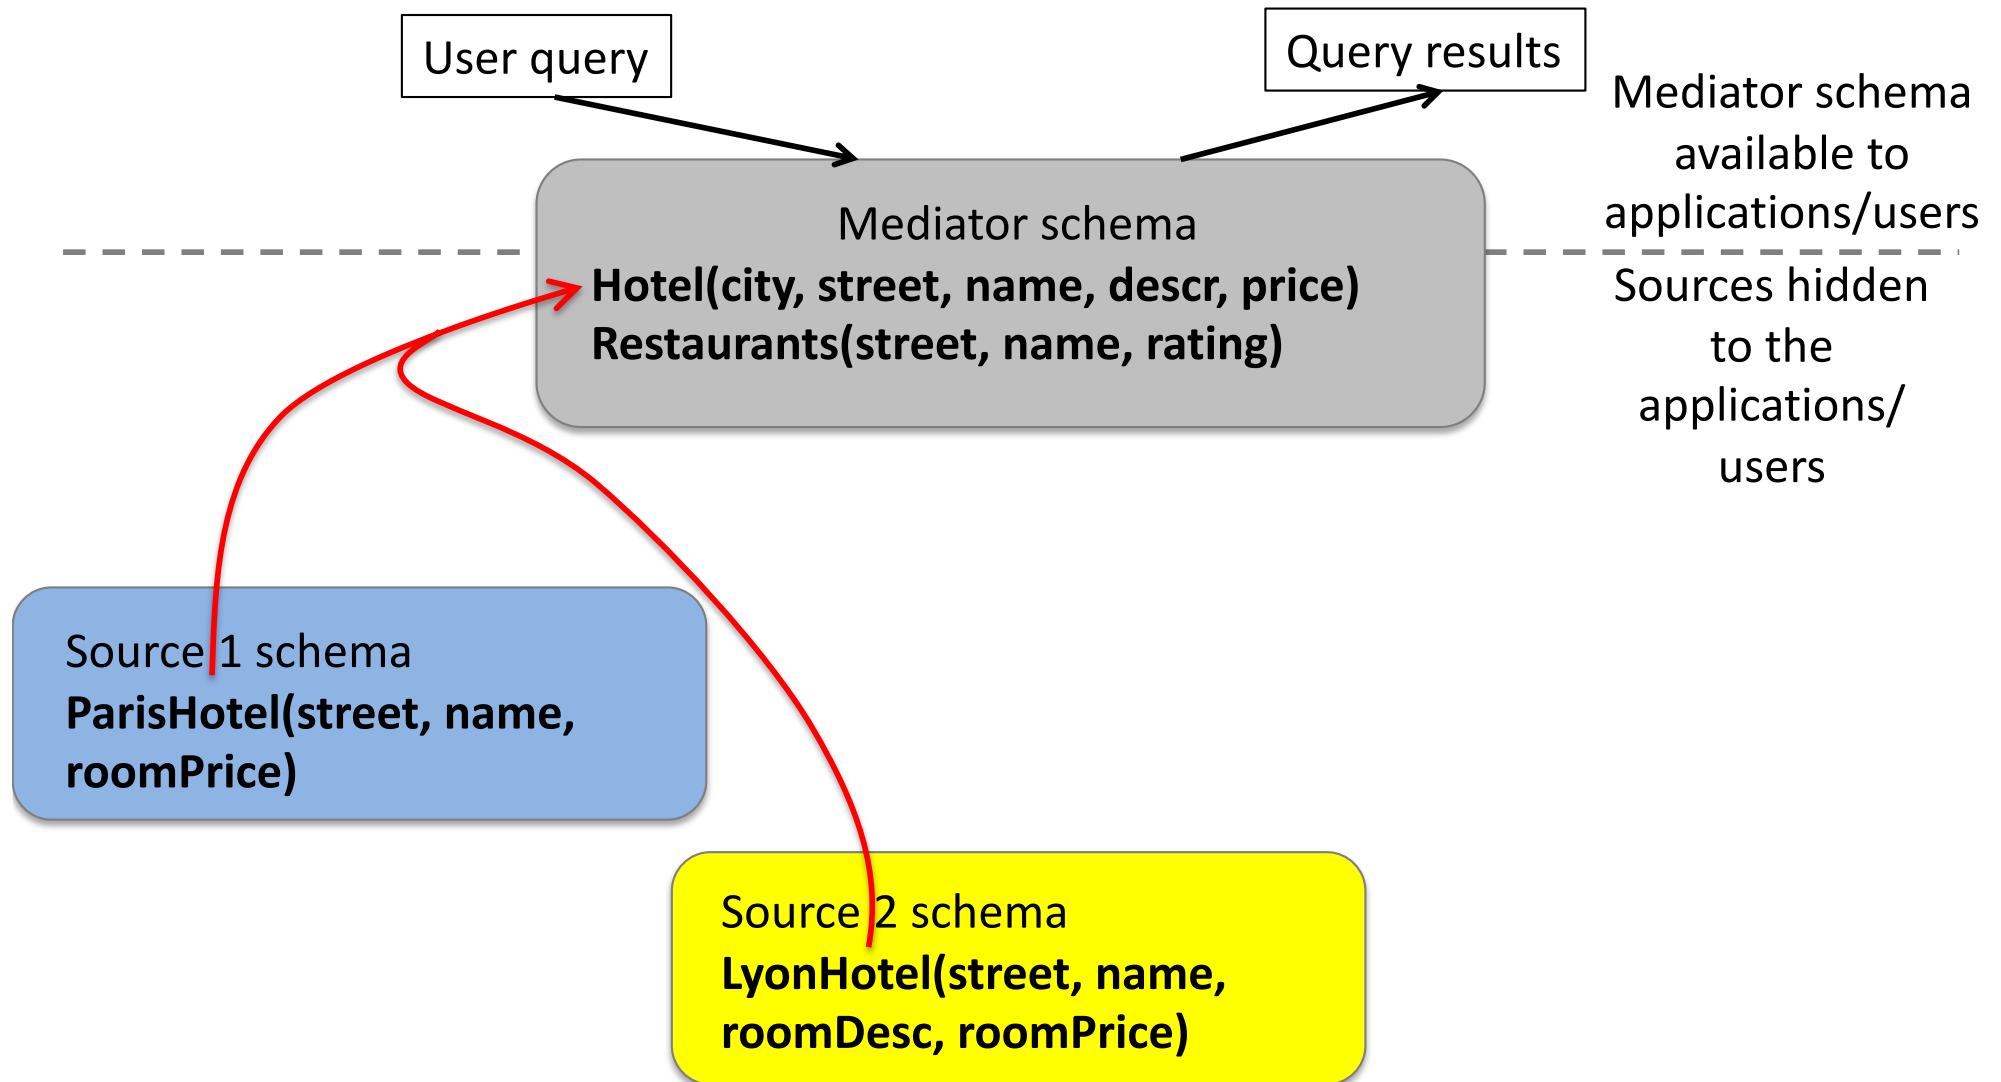 User query
Query results
Mediator schema
available to
applications/users
Mediator schema
Hotel(city, street, name, descr, price)
Restaurants(street, name, rating)
Sources hidden
to the
applications/
users
Source 1 schema
ParisHotel(street, name,
roomPrice)
Source 2 schema
LyonHotel(street, name,
roomDesc, roomPrice)